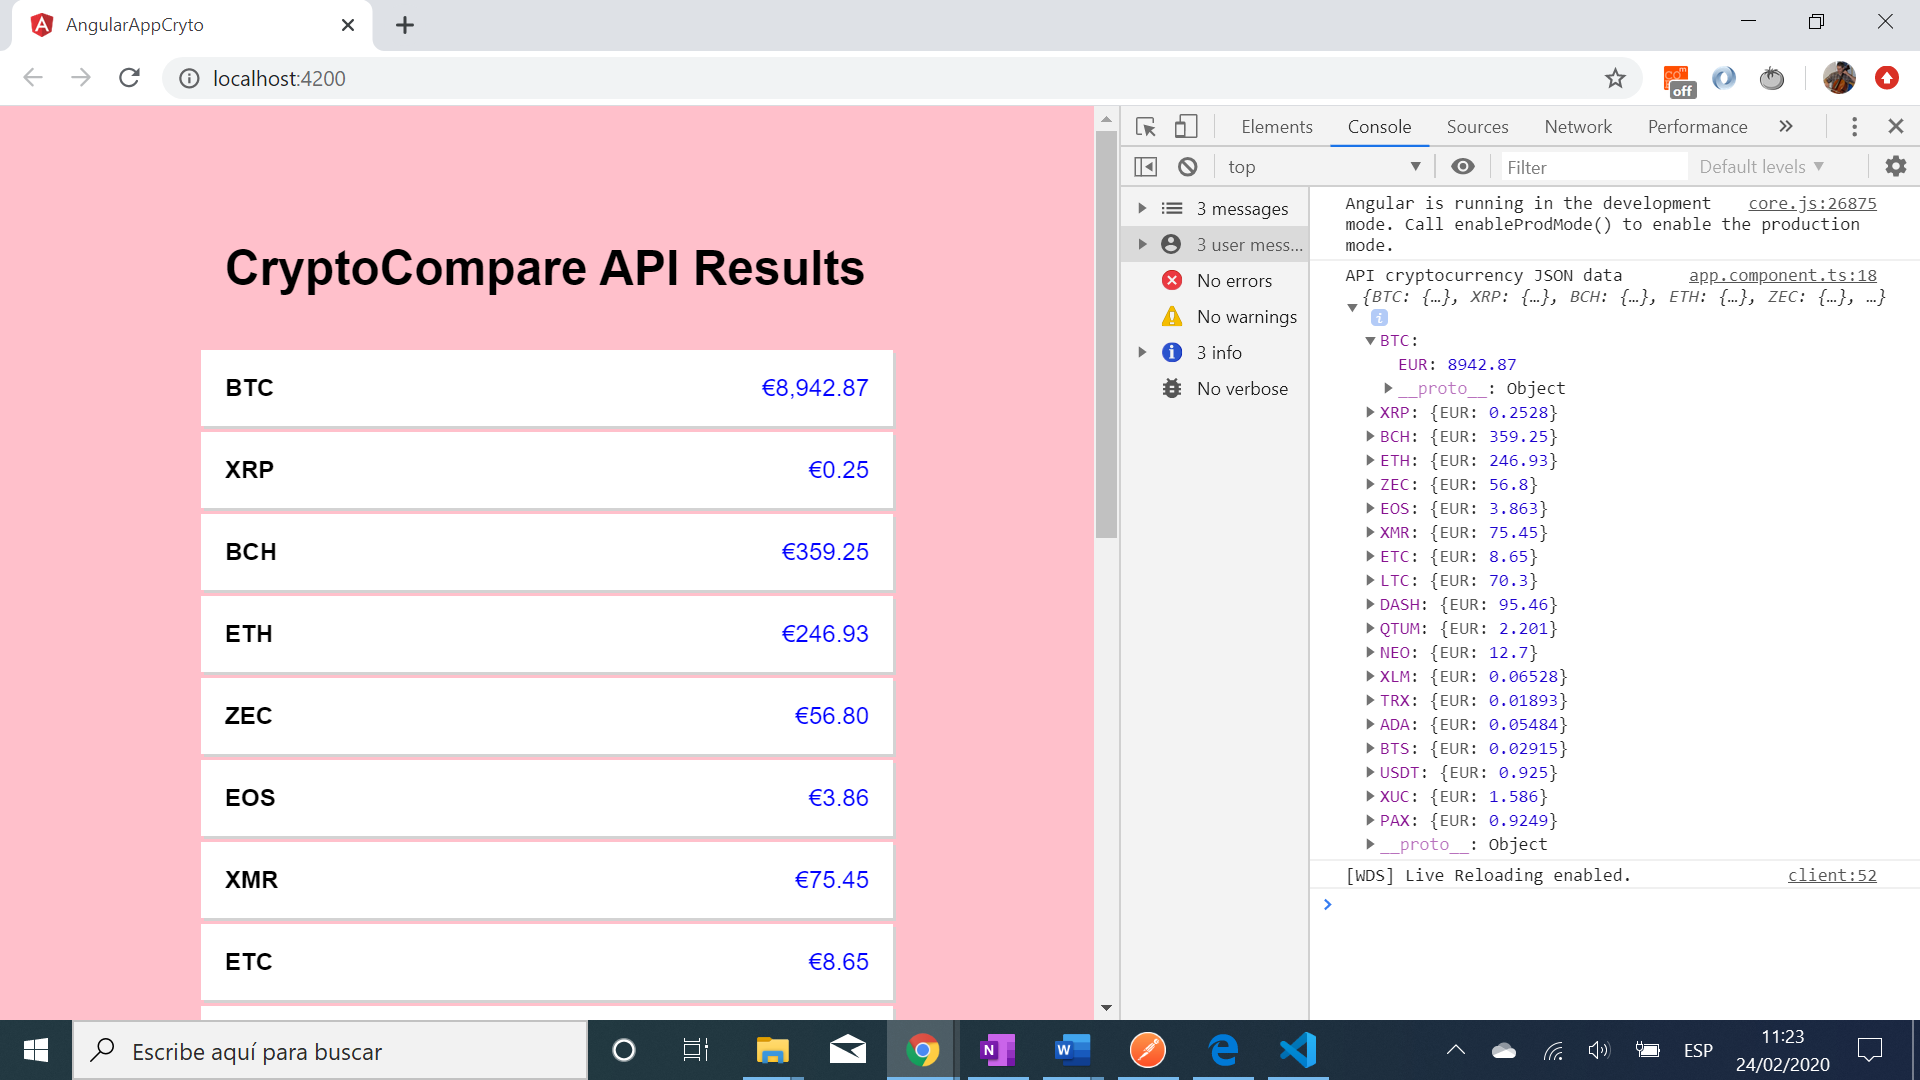 AngularAppCryto
localhost:4200
off
CryptoCompare API Results
BTC €8,942.87
XRP €0.25
BCH €359.25
ETH €246.93
ZEC €56.80
EOS €3.86
XMR €75.45
ETC €8.65
Elements Console Sources Network Performance
top Filter Default levels
3 messages
3 user mess...
No errors
No warnings
3 info
No verbose
Angular is running in the development core.js:26875
mode. Call enableProdMode() to enable the production
mode.
API cryptocurrency JSON data app.component.ts:18
{BTC: {…}, XRP: {…}, BCH: {…}, ETH: {…}, ZEC: {…}, …}
i
BTC:
EUR: 8942.87
__proto__: Object
XRP: {EUR: 0.2528}
BCH: {EUR: 359.25}
ETH: {EUR: 246.93}
ZEC: {EUR: 56.8}
EOS: {EUR: 3.863}
XMR: {EUR: 75.45}
ETC: {EUR: 8.65}
LTC: {EUR: 70.3}
DASH: {EUR: 95.46}
QTUM: {EUR: 2.201}
NEO: {EUR: 12.7}
XLM: {EUR: 0.06528}
TRX: {EUR: 0.01893}
ADA: {EUR: 0.05484}
BTS: {EUR: 0.02915}
USDT: {EUR: 0.925}
XUC: {EUR: 1.586}
PAX: {EUR: 0.9249}
__proto__: Object
[WDS] Live Reloading enabled. client:52
Escribe aquí para buscar
N
W
ESP
11:23
24/02/2020